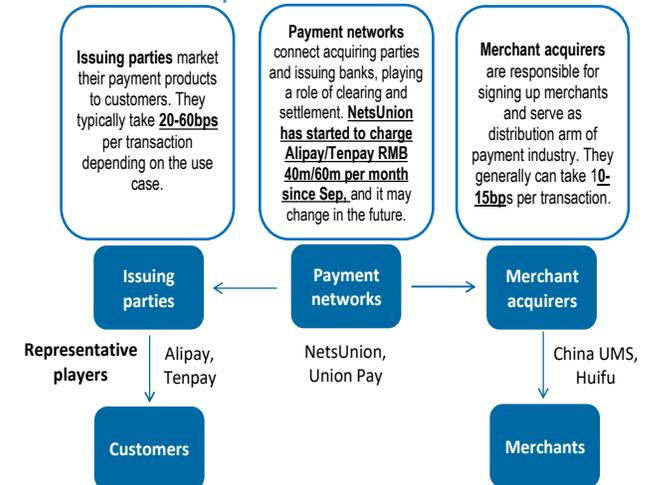 Issuing parties market
their payment products
to customers. They
typically take 20-60bps
per transaction
depending on the use
case.
Payment networks
connect acquiring parties
and issuing banks, playing
a role of clearing and
settlement. NetsUnion
has started to charge
Alipay/Tenpay RMB
40m/60m per month
since Sep, and it may
change in the future.
Merchant acquirers
are responsible for
signing up merchants
and serve as
distribution arm of
payment industry. They
generally can take 10-
15bps per transaction.
Issuing
parties
Payment
networks
Merchant
acquirers
Representative
players
Alipay,
Tenpay
NetsUnion,
Union Pay
China UMS,
Huifu
Customers
Merchants